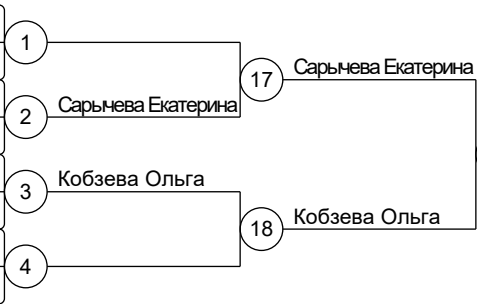 1
17 Сарычева Екатерина
2 Сарычева Екатерина
3 Кобзева Ольга
18 Кобзева Ольга
4